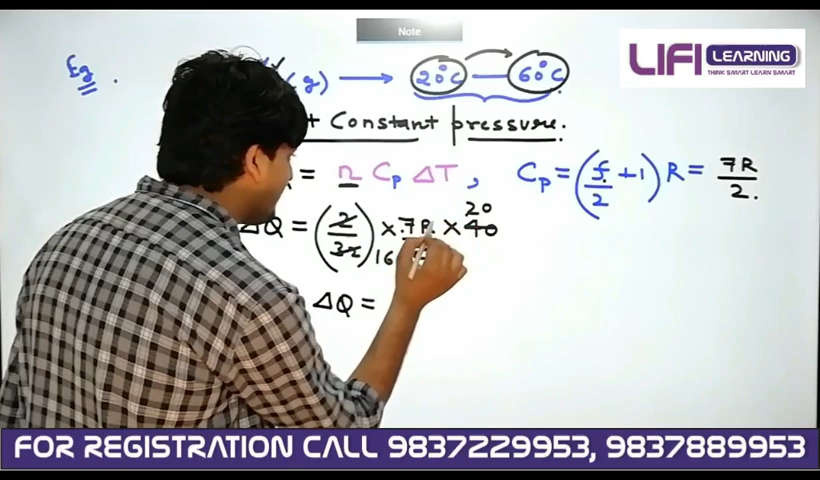 Note
Eg.
(g) → 20°C — 60°C
LIFI LEARNING
THINK SMART LEARN SMART
Constant pressure.
= n Cp ΔT , Cp = (f/2 + 1) R = 7R/2.
ΔQ = (2/32) 16 × 7R × 40 20
ΔQ =
FOR REGISTRATION CALL 9837229953, 9837889953